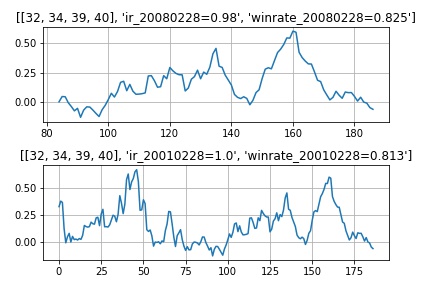 [[32, 34, 39, 40], 'ir_20080228=0.98', 'winrate_20080228=0.825']
0.50
0.25
0.00
80 100 120 140 160 180
[[32, 34, 39, 40], 'ir_20010228=1.0', 'winrate_20010228=0.813']
0.50
0.25
0.00
0 25 50 75 100 125 150 175